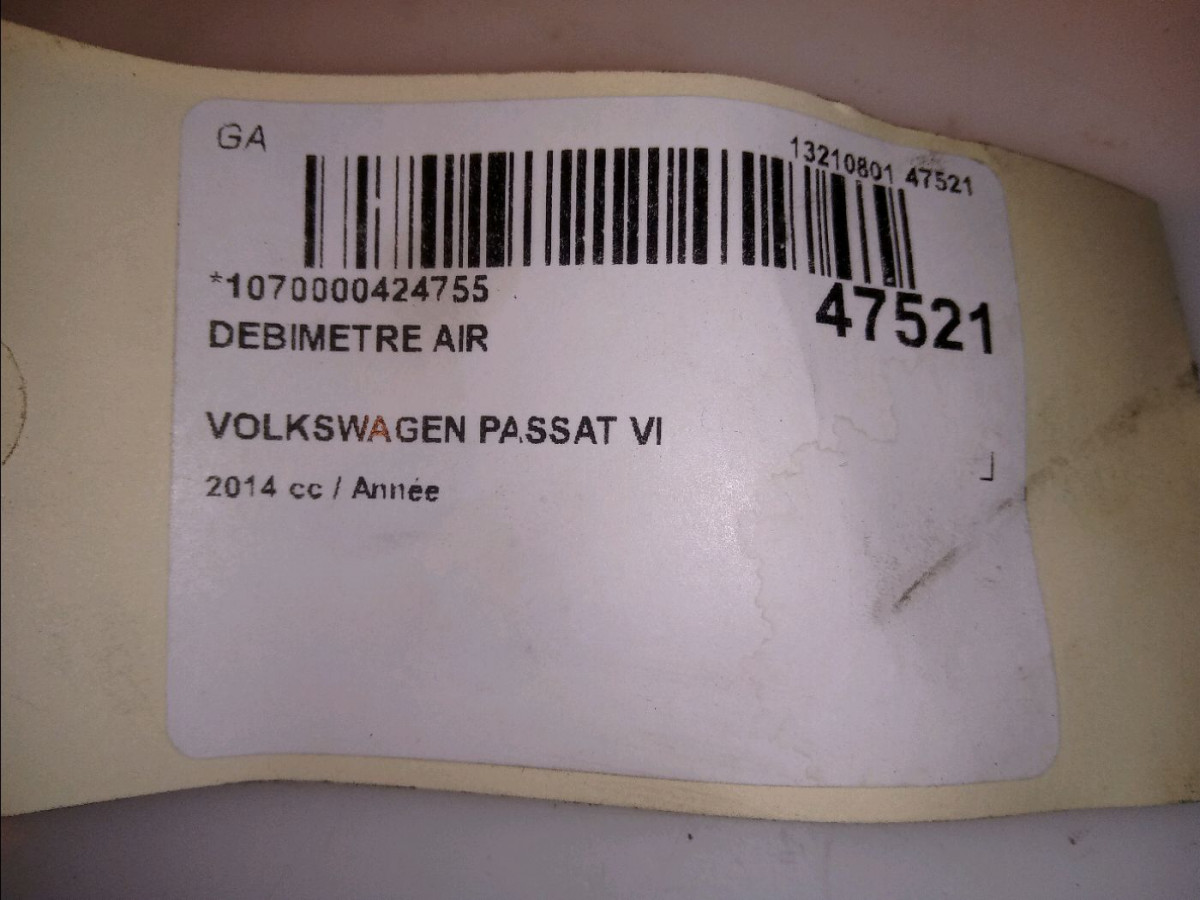 GA
13210801 47521
*1070000424755
47521
DEBIMETRE AIR
VOLKSWAGEN PASSAT VI
2014 cc / Année